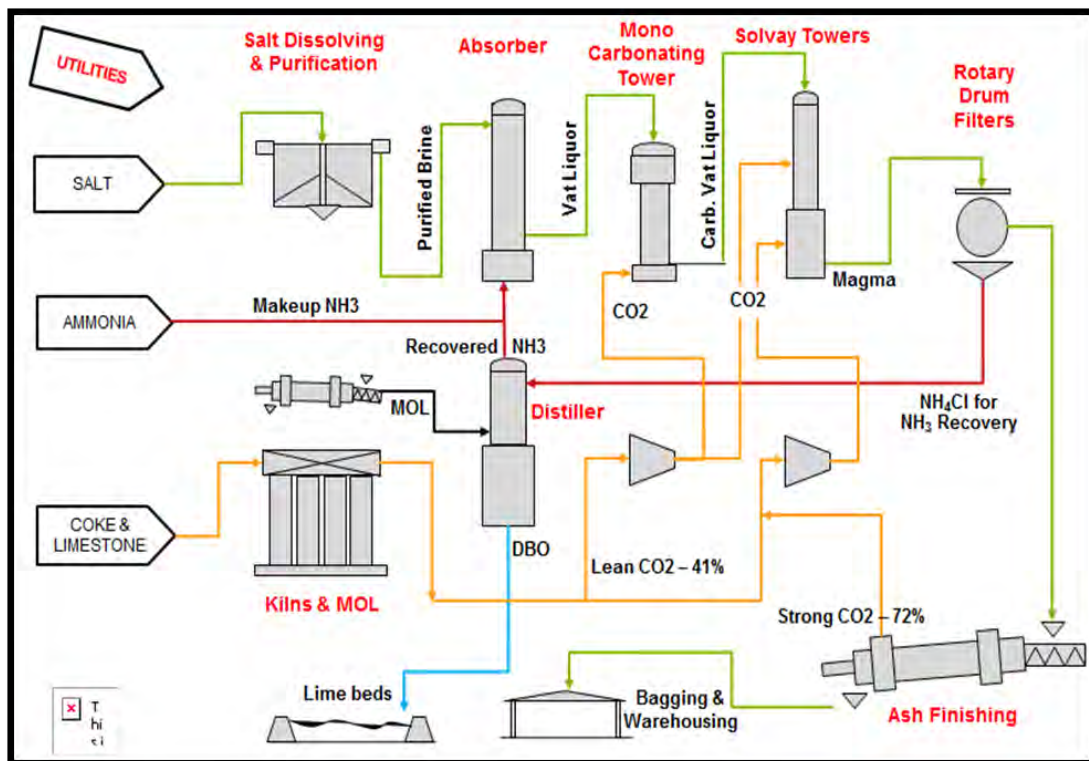 UTILITIES
Salt Dissolving
& Purification
Absorber
Mono
Carbonating
Tower
Solvay Towers
Rotary
Drum
Filters
SALT
Purified Brine
Vat Liquor
Carb. Vat Liquor
Magma
AMMONIA
Makeup NH3
Recovered NH3
CO2
CO2
MOL
Distiller
NH₄Cl for
NH₃ Recovery
COKE &
LIMESTONE
Kilns & MOL
DBO
Lean CO2 – 41%
Strong CO2 – 72%
Lime beds
Bagging &
Warehousing
Ash Finishing
T
hi